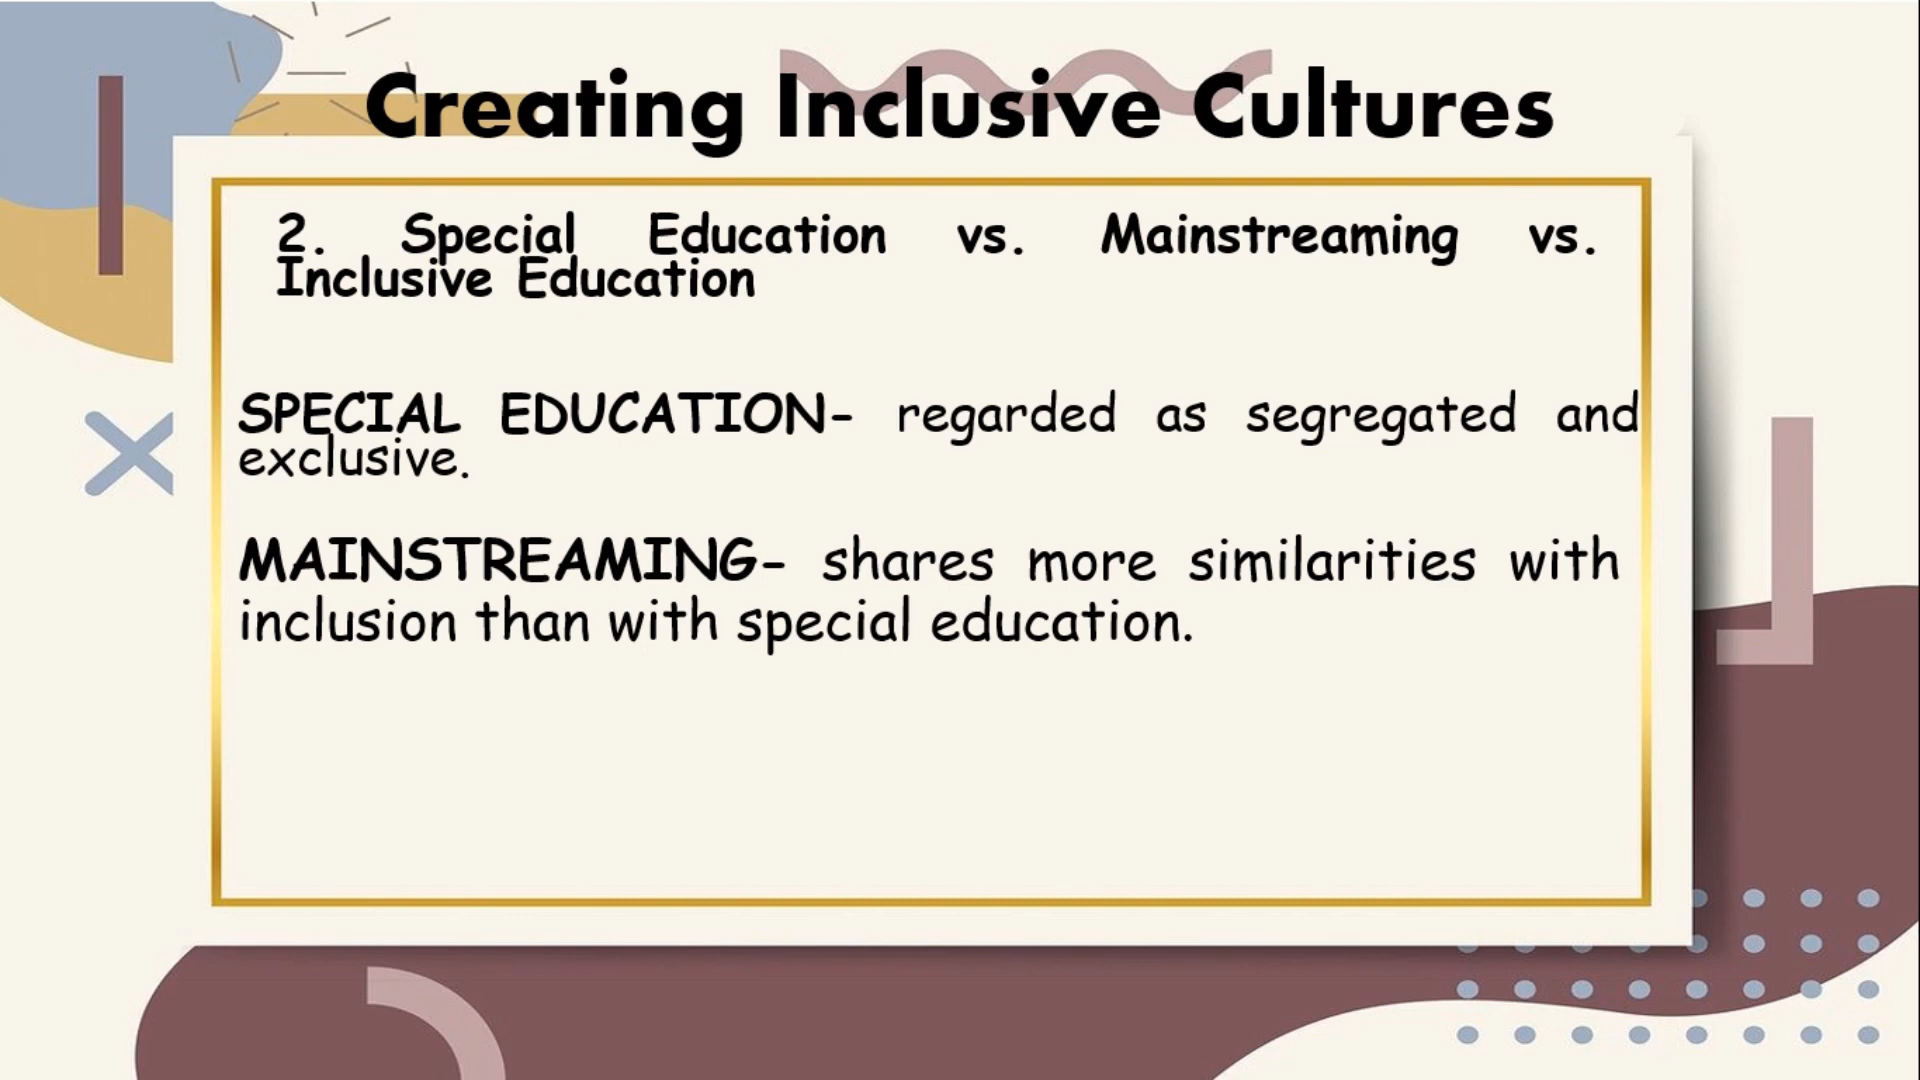 Creating Inclusive Cultures
2. Special Education vs. Mainstreaming vs.
Inclusive Education
SPECIAL EDUCATION- regarded as segregated and
exclusive.
MAINSTREAMING- shares more similarities with
inclusion than with special education.